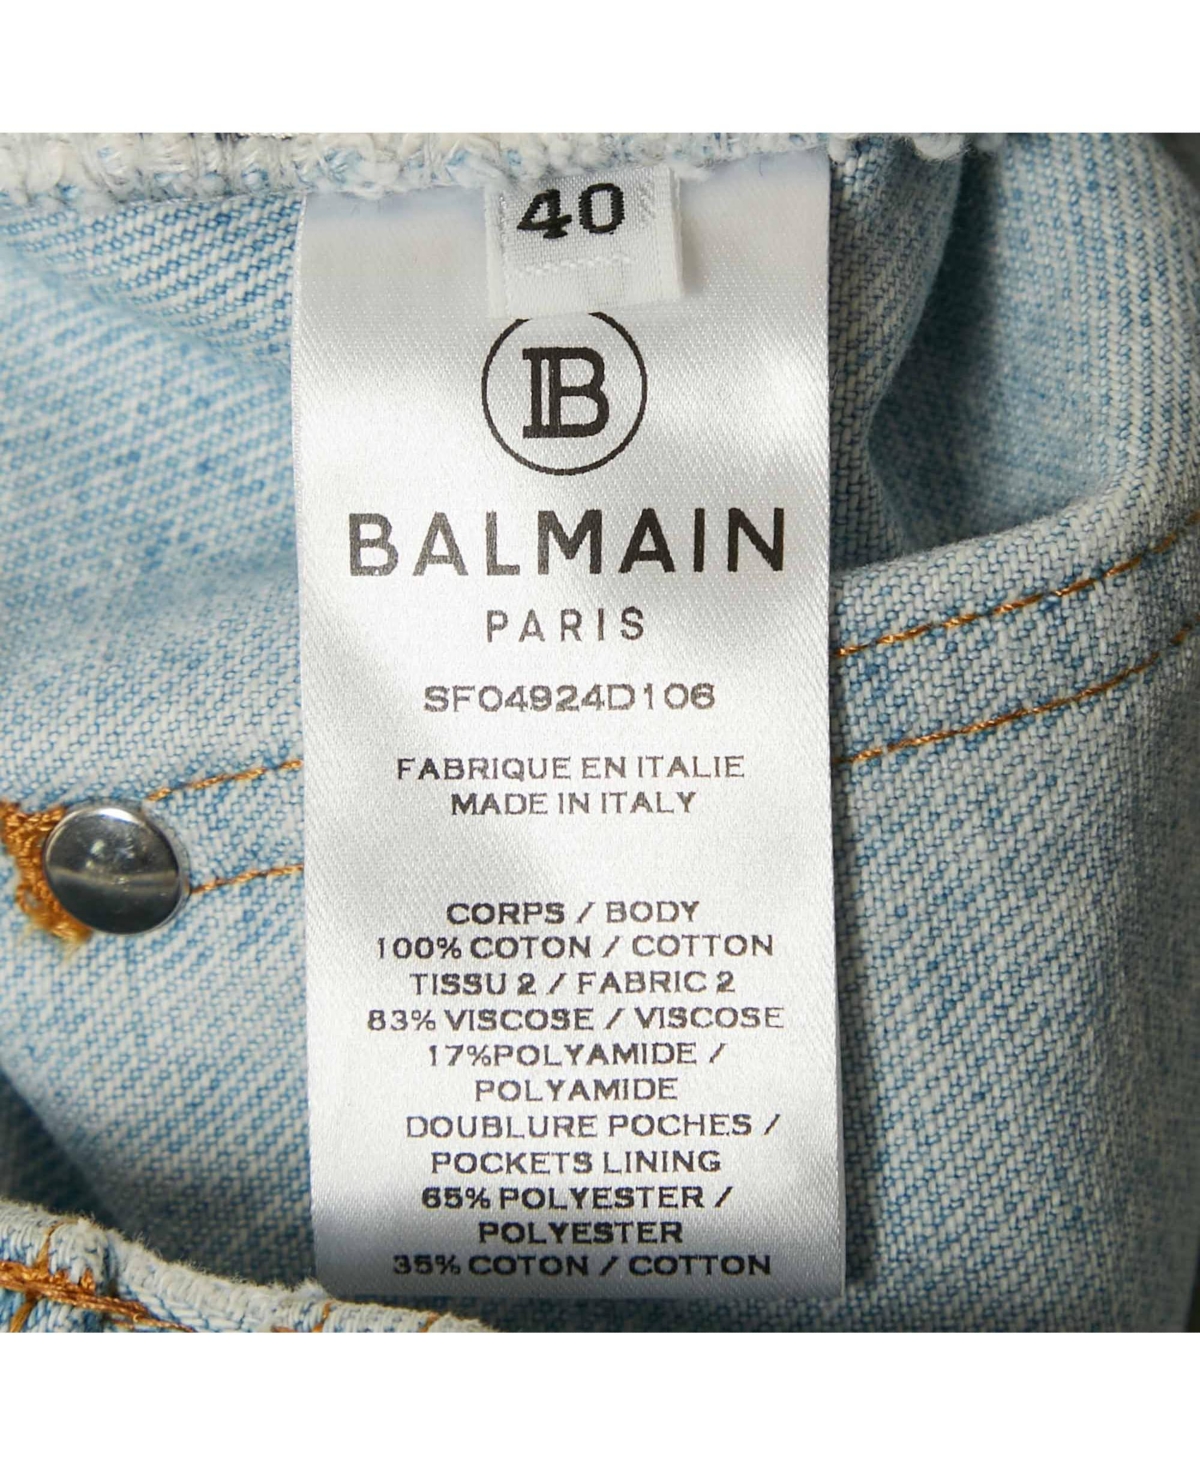 40
B
BALMAIN
PARIS
SF04924D106
FABRIQUE EN ITALIE
MADE IN ITALY
CORPS / BODY
100% COTON / COTTON
TISSU 2 / FABRIC 2
83% VISCOSE / VISCOSE
17%POLYAMIDE /
POLYAMIDE
DOUBLURE POCHES /
POCKETS LINING
65% POLYESTER /
POLYESTER
35% COTON / COTTON